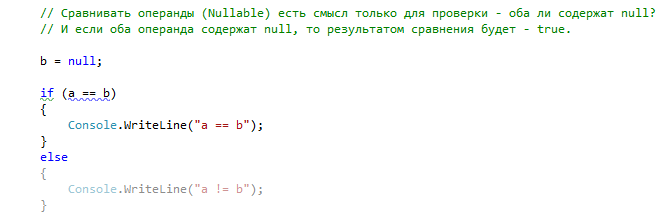 // Сравнивать операнды (Nullable) есть смысл только для проверки - оба ли содержат null?
// И если оба операнда содержат null, то результатом сравнения будет - true.
b = null;
if (a == b)
{
Console.WriteLine("a == b");
}
else
{
Console.WriteLine("a != b");
}